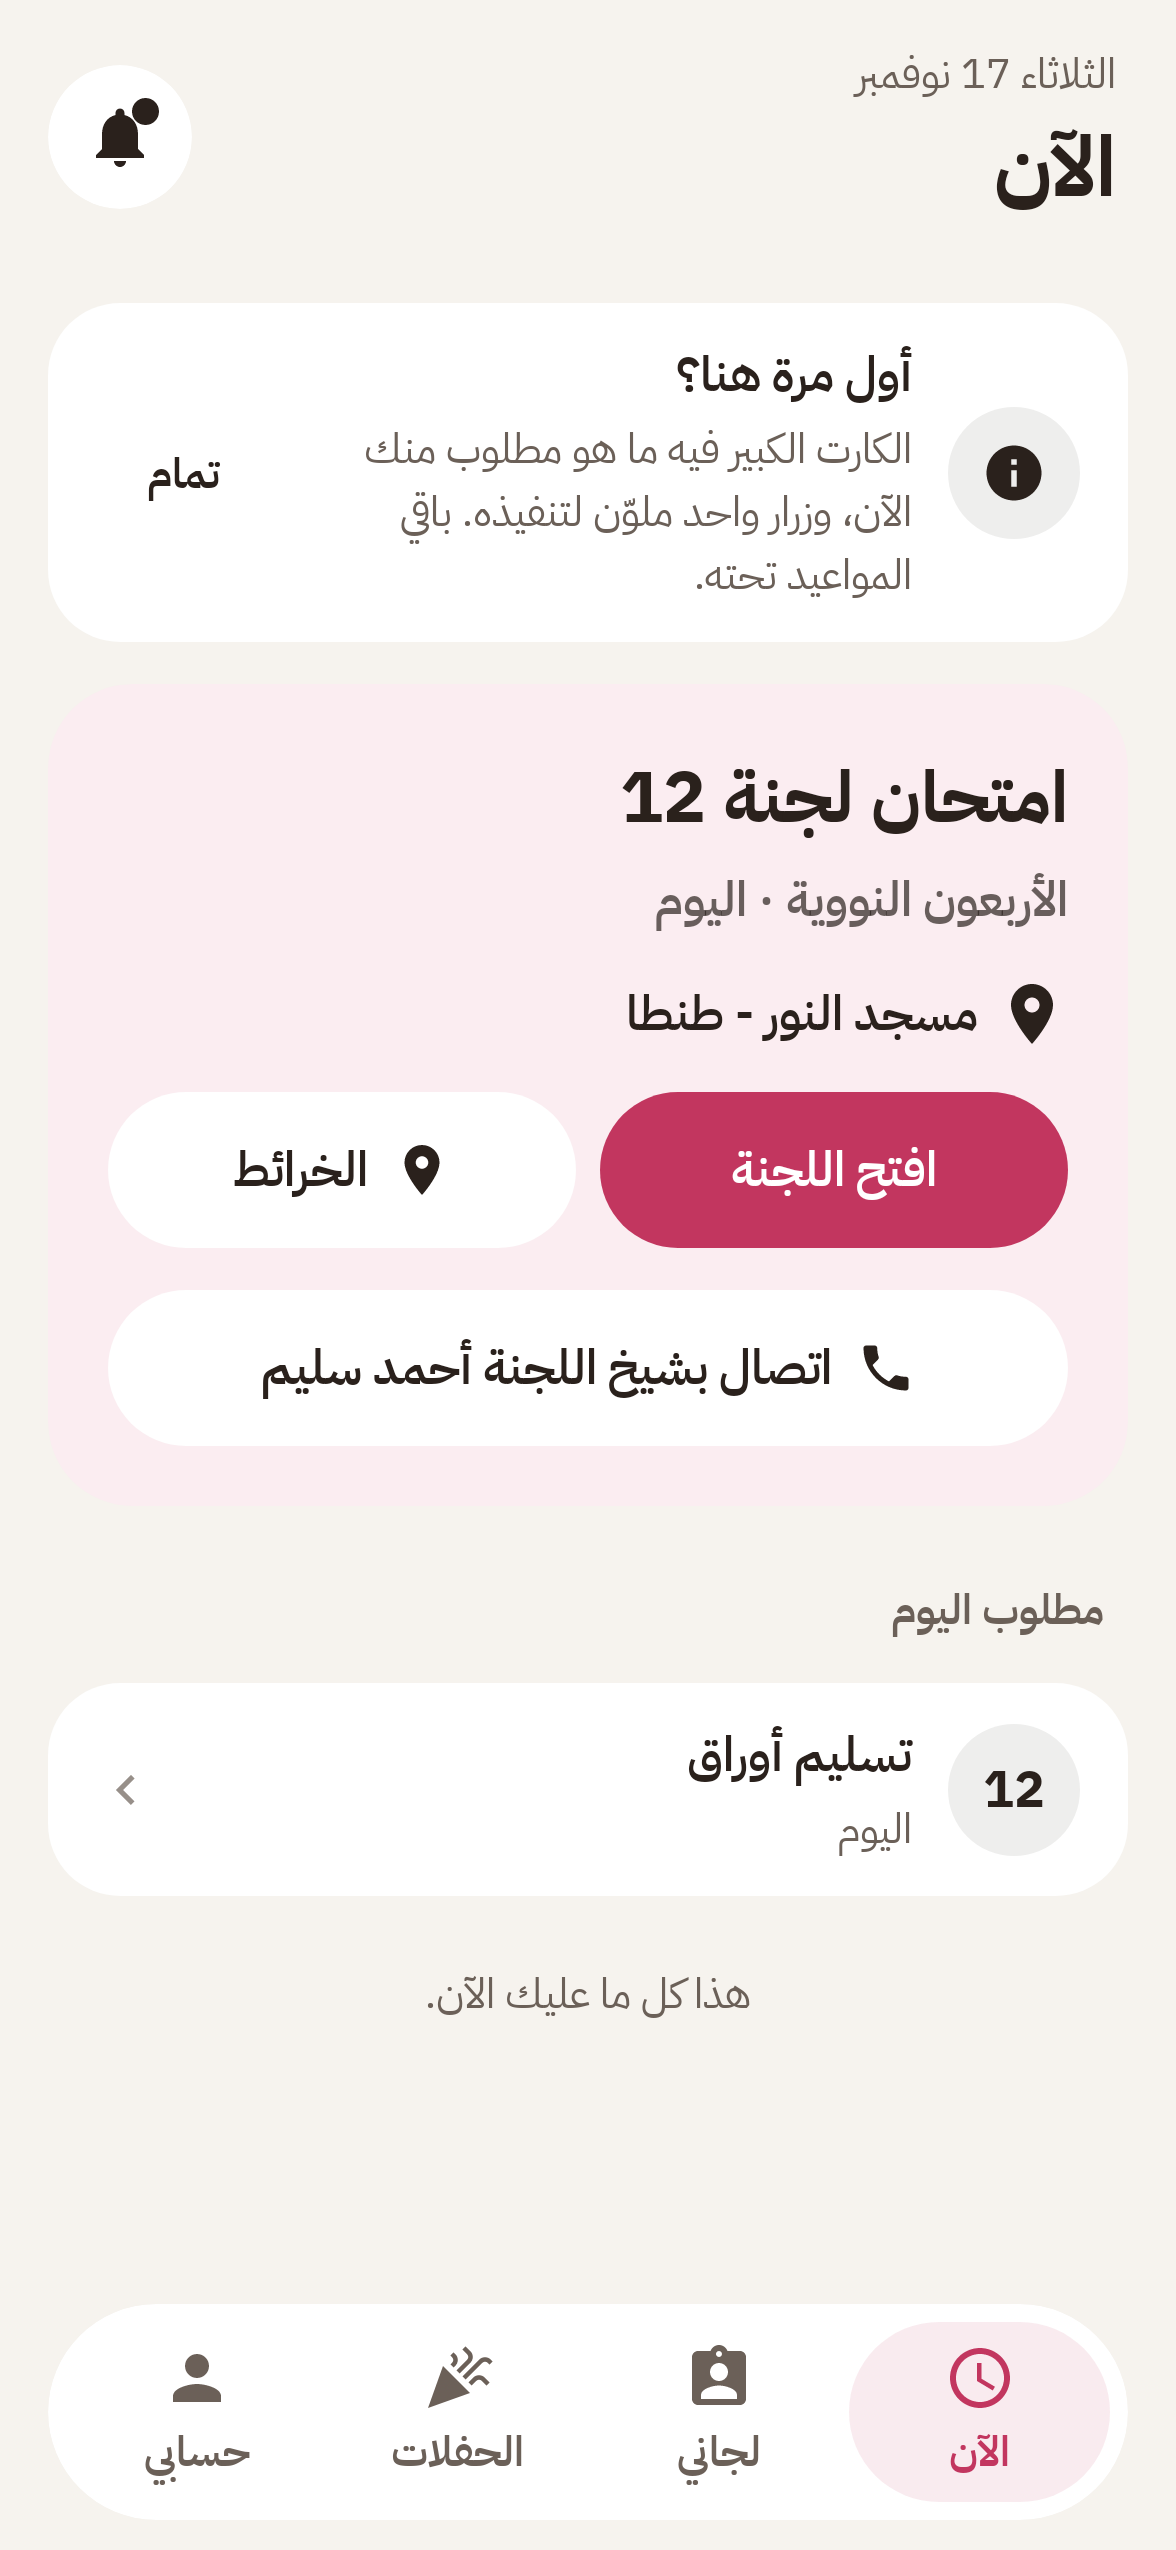 الثلاثاء 17 نوفمبر
الآن
أول مرة هنا؟
الكارت الكبير فيه ما هو مطلوب منك
الآن، وزرار واحد ملوّن لتنفيذه. باقي
المواعيد تحته.
تمام
امتحان لجنة 12
الأربعون النووية · اليوم
مسجد النور - طنطا
افتح اللجنة
الخرائط
اتصال بشيخ اللجنة أحمد سليم
مطلوب اليوم
12
تسليم أوراق
اليوم
هذا كل ما عليك الآن.
الآن
لجاني
الحفلات
حسابي